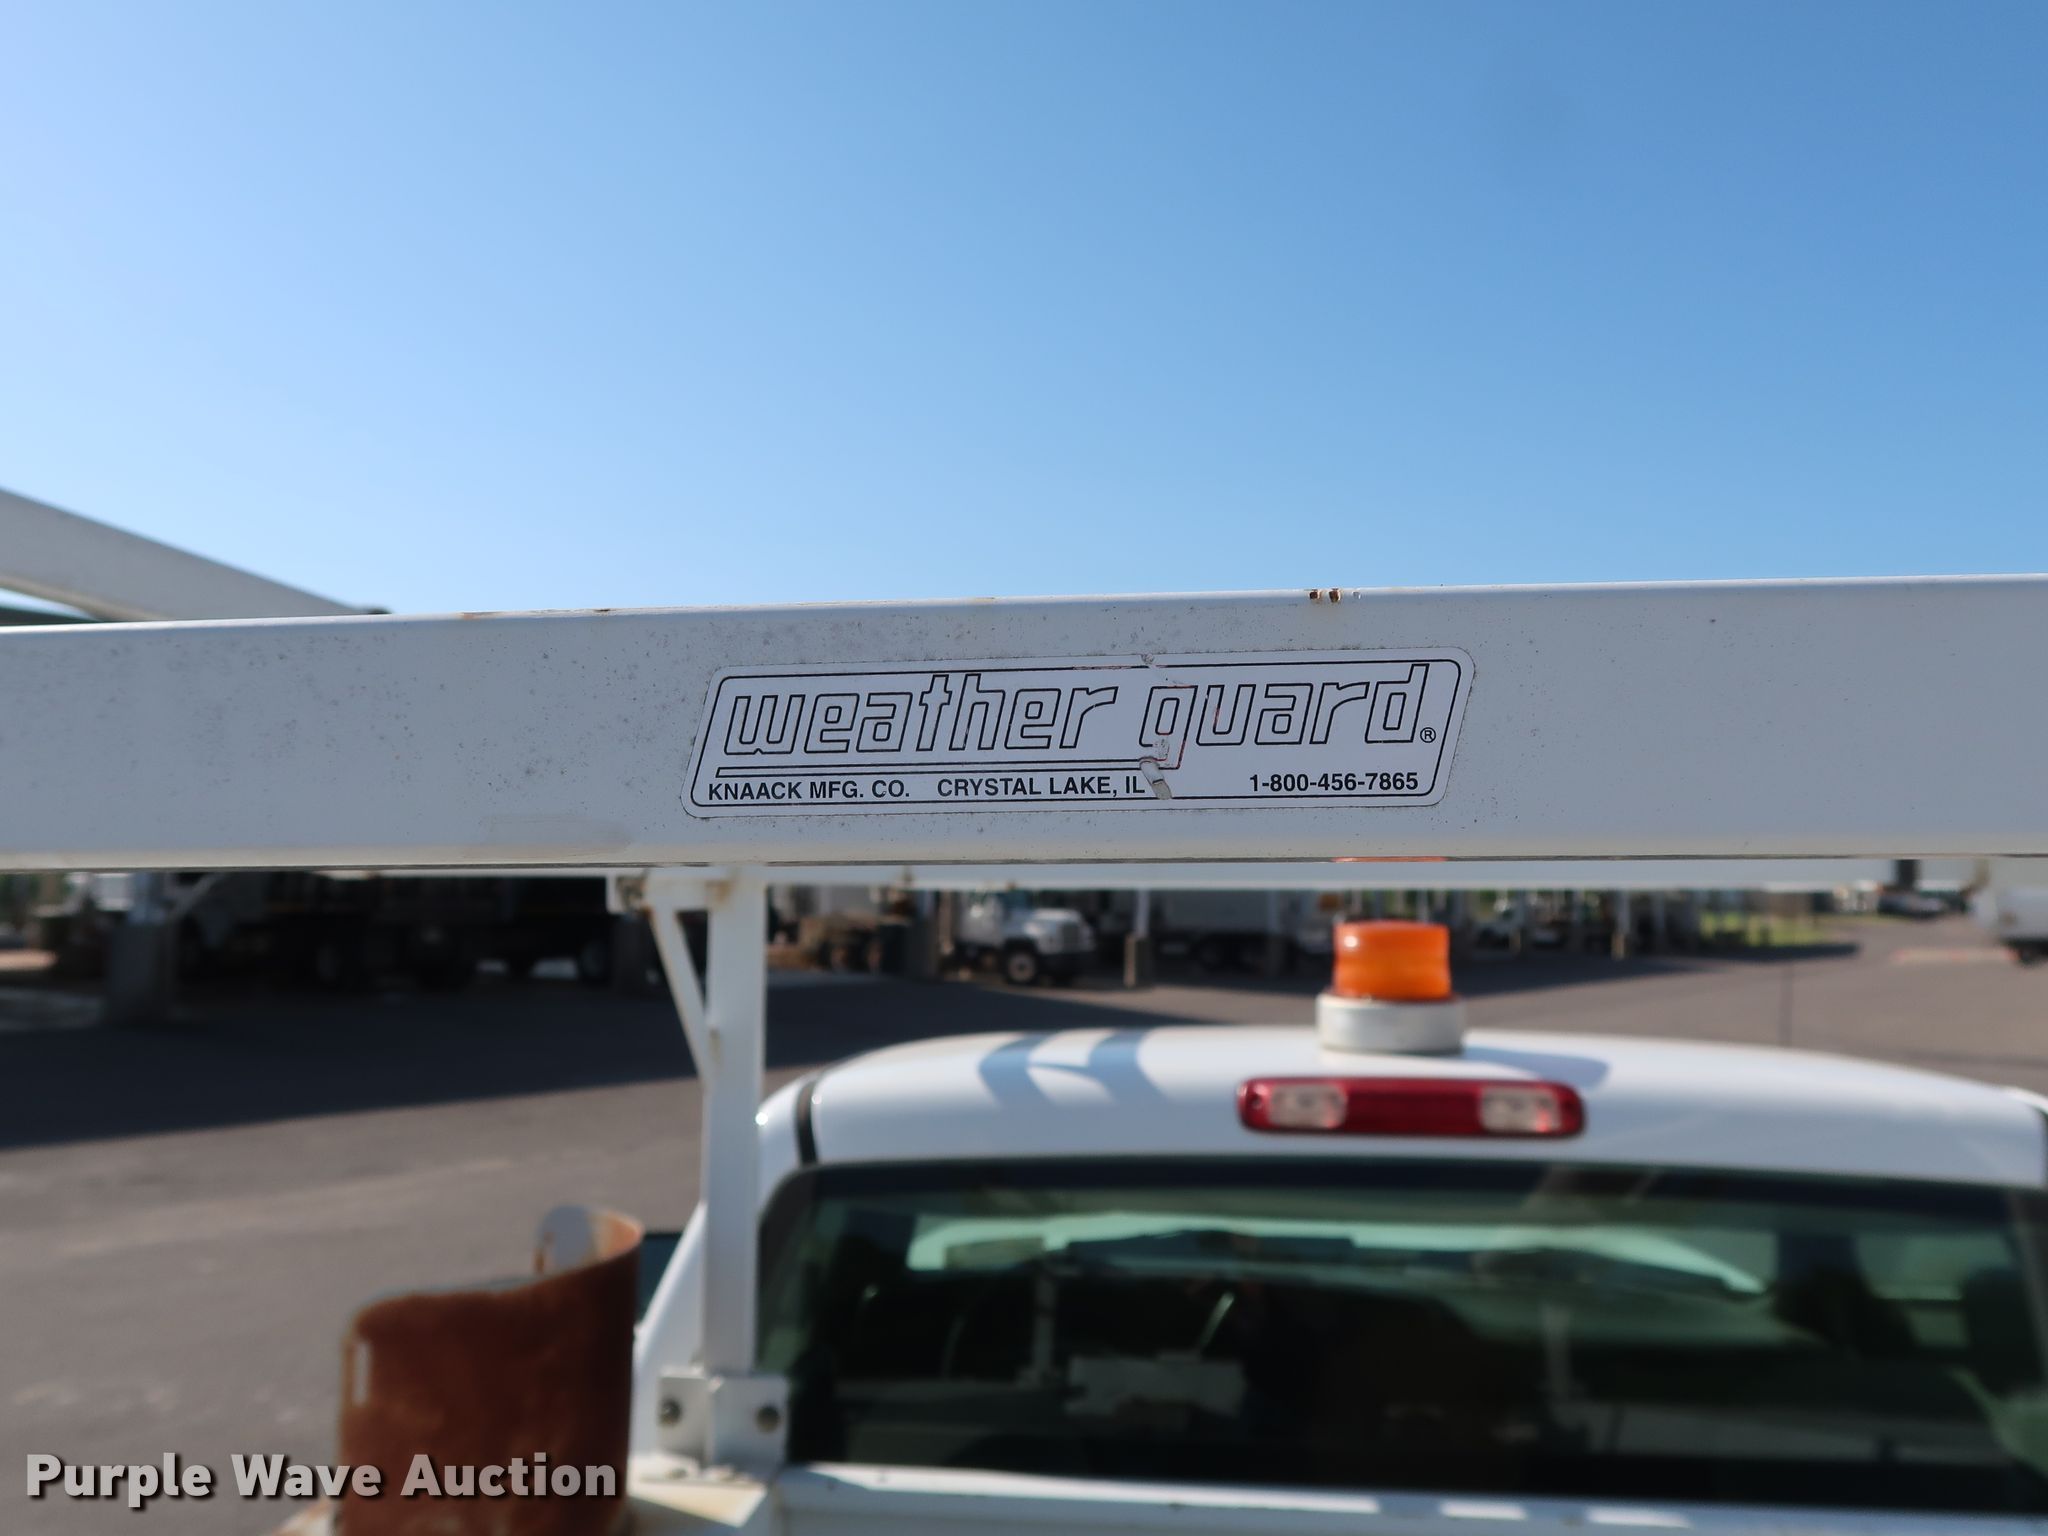 weather guard®
KNAACK MFG. CO. CRYSTAL LAKE, IL 1-800-456-7865
Purple Wave Auction